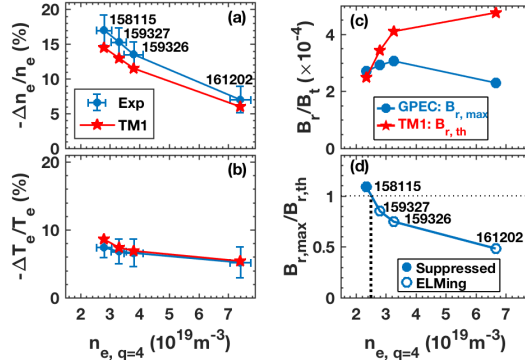 (a)
-Δn_e/n_e (%)
20
15
10
5
0
158115
159327
159326
161202
Exp
TM1
(b)
-ΔT_e/T_e (%)
20
10
0
2 3 4 5 6 7
n_e, q=4 (10^19 m^-3)
(c)
B_r/B_t (×10^-4)
4
2
0
GPEC: B_r, max
TM1: B_r, th
(d)
B_r,max/B_r,th
1
0.5
0
158115
159327
159326
161202
Suppressed
ELMing
2 3 4 5 6 7
n_e, q=4 (10^19 m^-3)